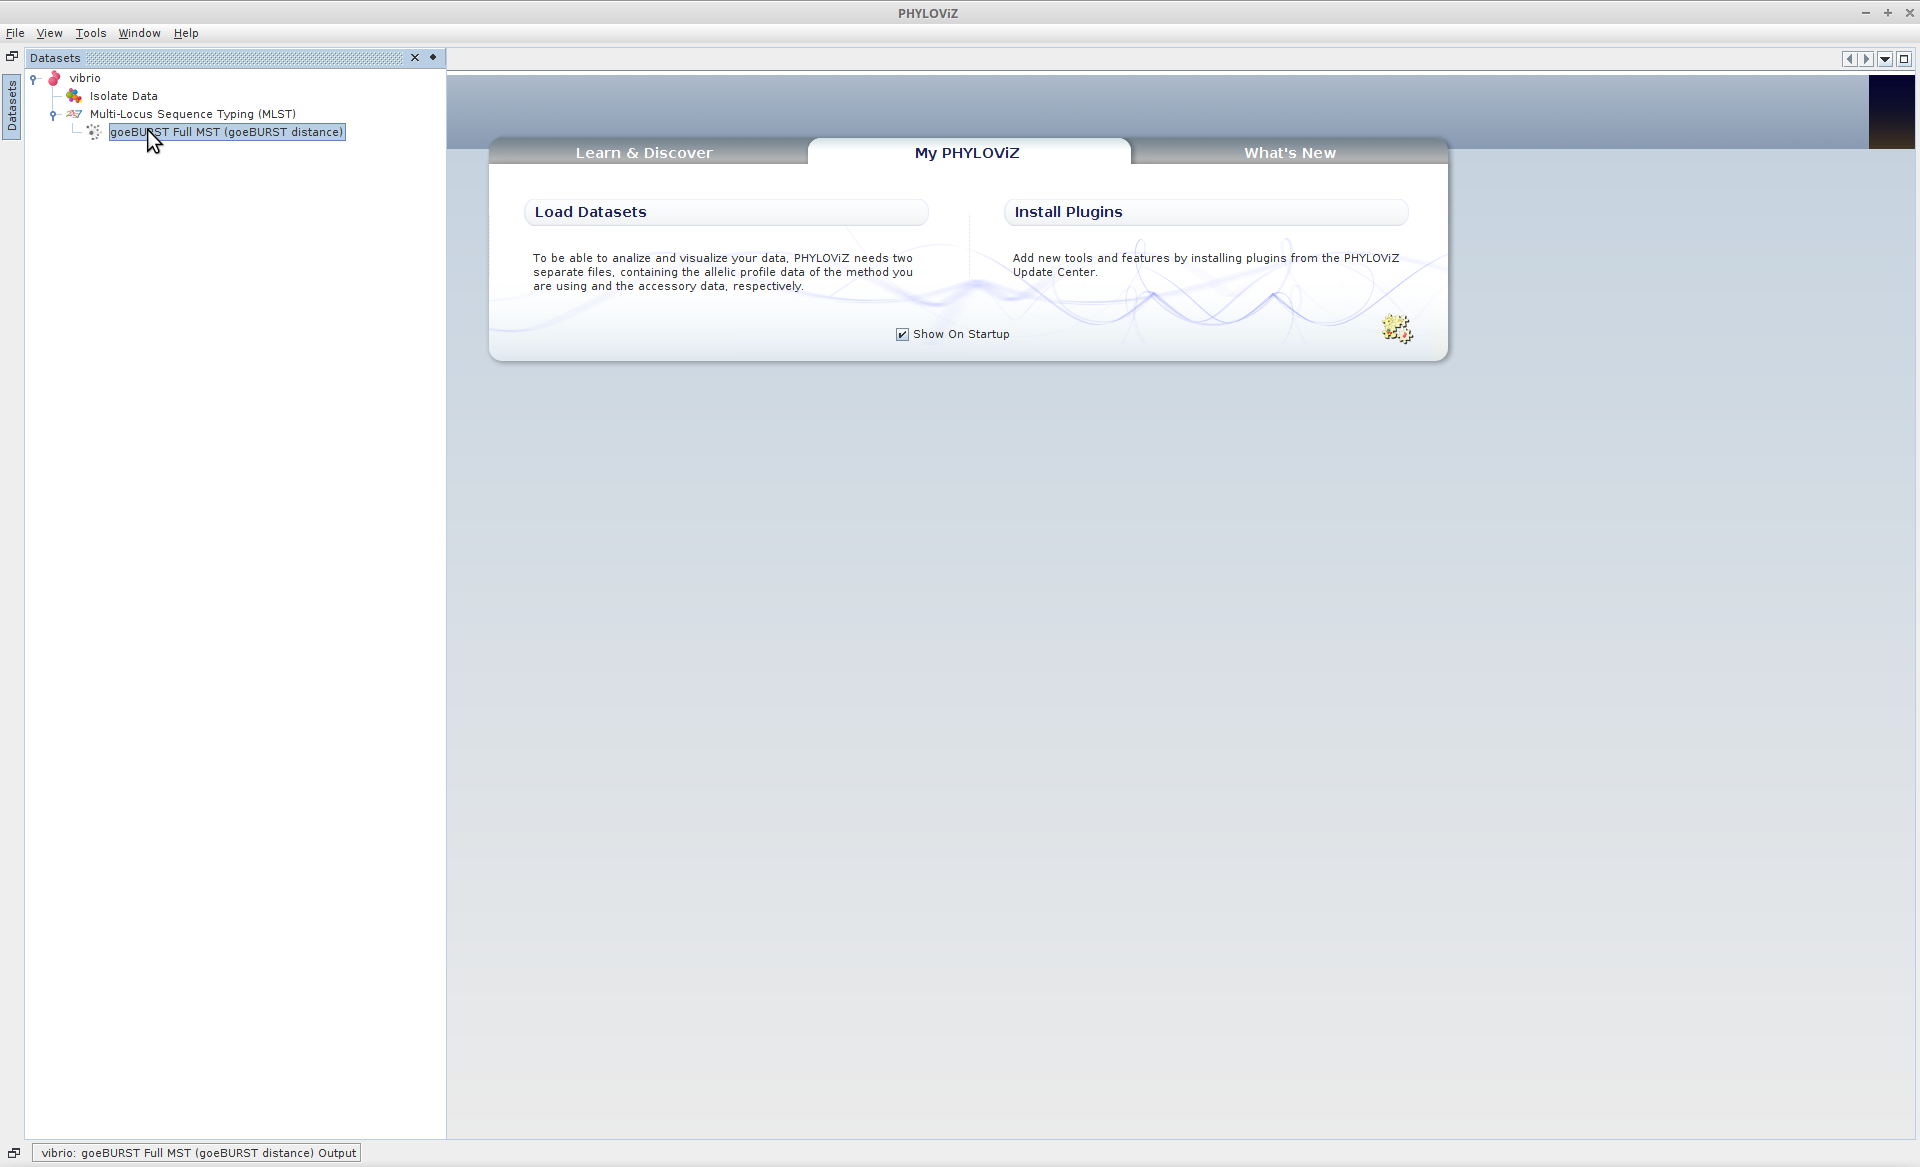 PHYLOViZ
File View Tools Window Help
Datasets
Datasets
vibrio
Isolate Data
Multi-Locus Sequence Typing (MLST)
goeBURST Full MST (goeBURST distance)
Learn & Discover
My PHYLOViZ
What's New
Load Datasets
To be able to analize and visualize your data, PHYLOViZ needs two
separate files, containing the allelic profile data of the method you
are using and the accessory data, respectively.
Install Plugins
Add new tools and features by installing plugins from the PHYLOViZ
Update Center.
Show On Startup
vibrio: goeBURST Full MST (goeBURST distance) Output